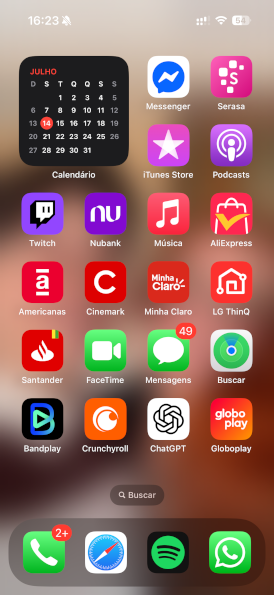 16:23
6
JULHO
D S T Q Q S S
1 2 3 4 5
6 7 8 9 10 11 12
13 14 15 16 17 18 19
20 21 22 23 24 25 26
27 28 29 30 31
Calendário
Messenger
S
Serasa
iTunes Store
Podcasts
Twitch
nu
Nubank
Música
AliExpress
a
Americanas
C
Cinemark
Minha
Claro
Minha Claro
LG ThinQ
Santander
FaceTime
49
Mensagens
Buscar
Bandplay
Crunchyroll
ChatGPT
globo
play
Globoplay
Buscar
2+